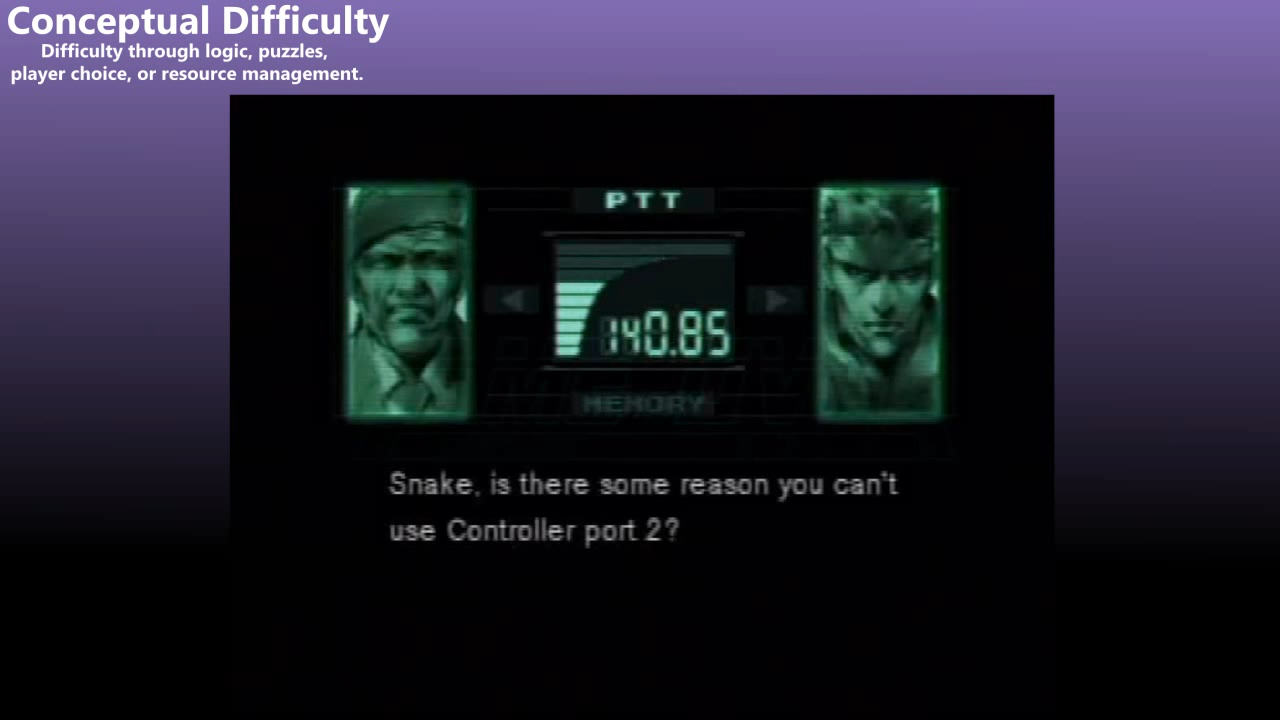 Conceptual Difficulty
Difficulty through logic, puzzles,
player choice, or resource management.
PTT
140.85
MEMORY
Snake, is there some reason you can't
use Controller port 2?